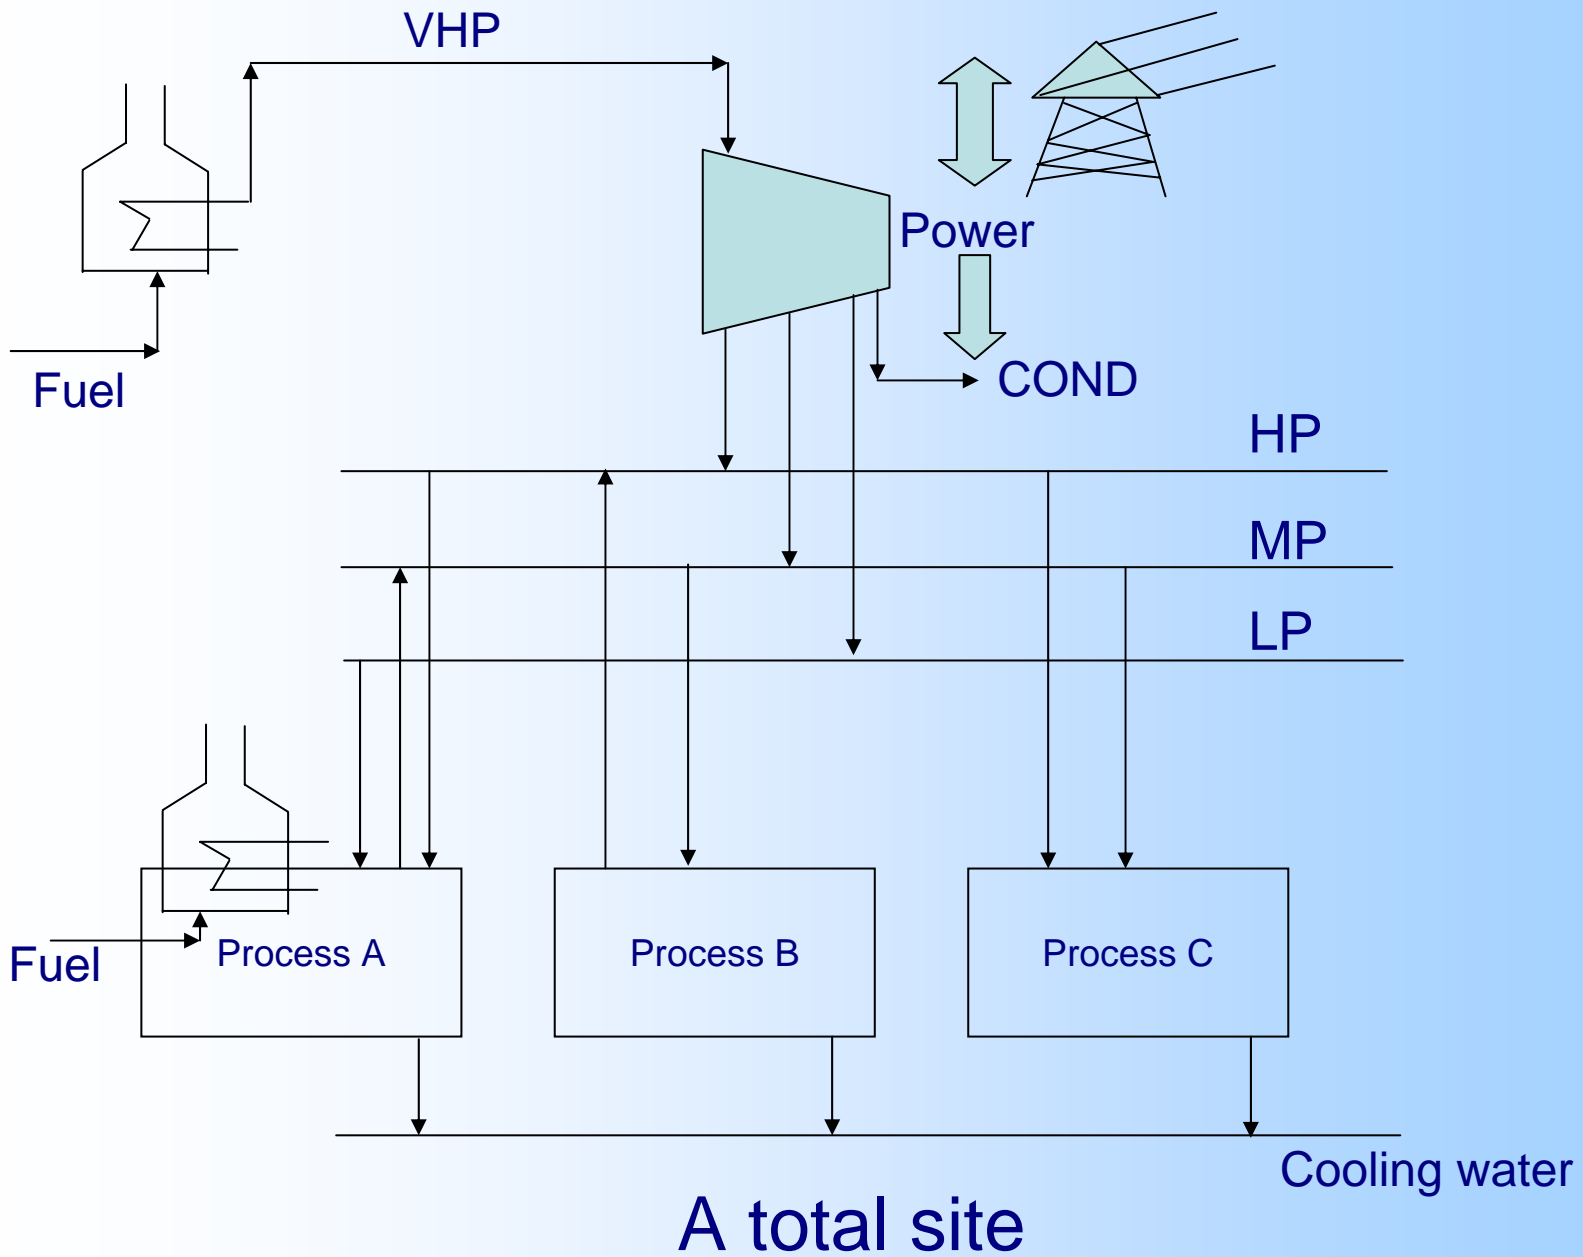 VHP
Power
Fuel
COND
HP
MP
LP
Fuel
Process A
Process B
Process C
Cooling water
A total site